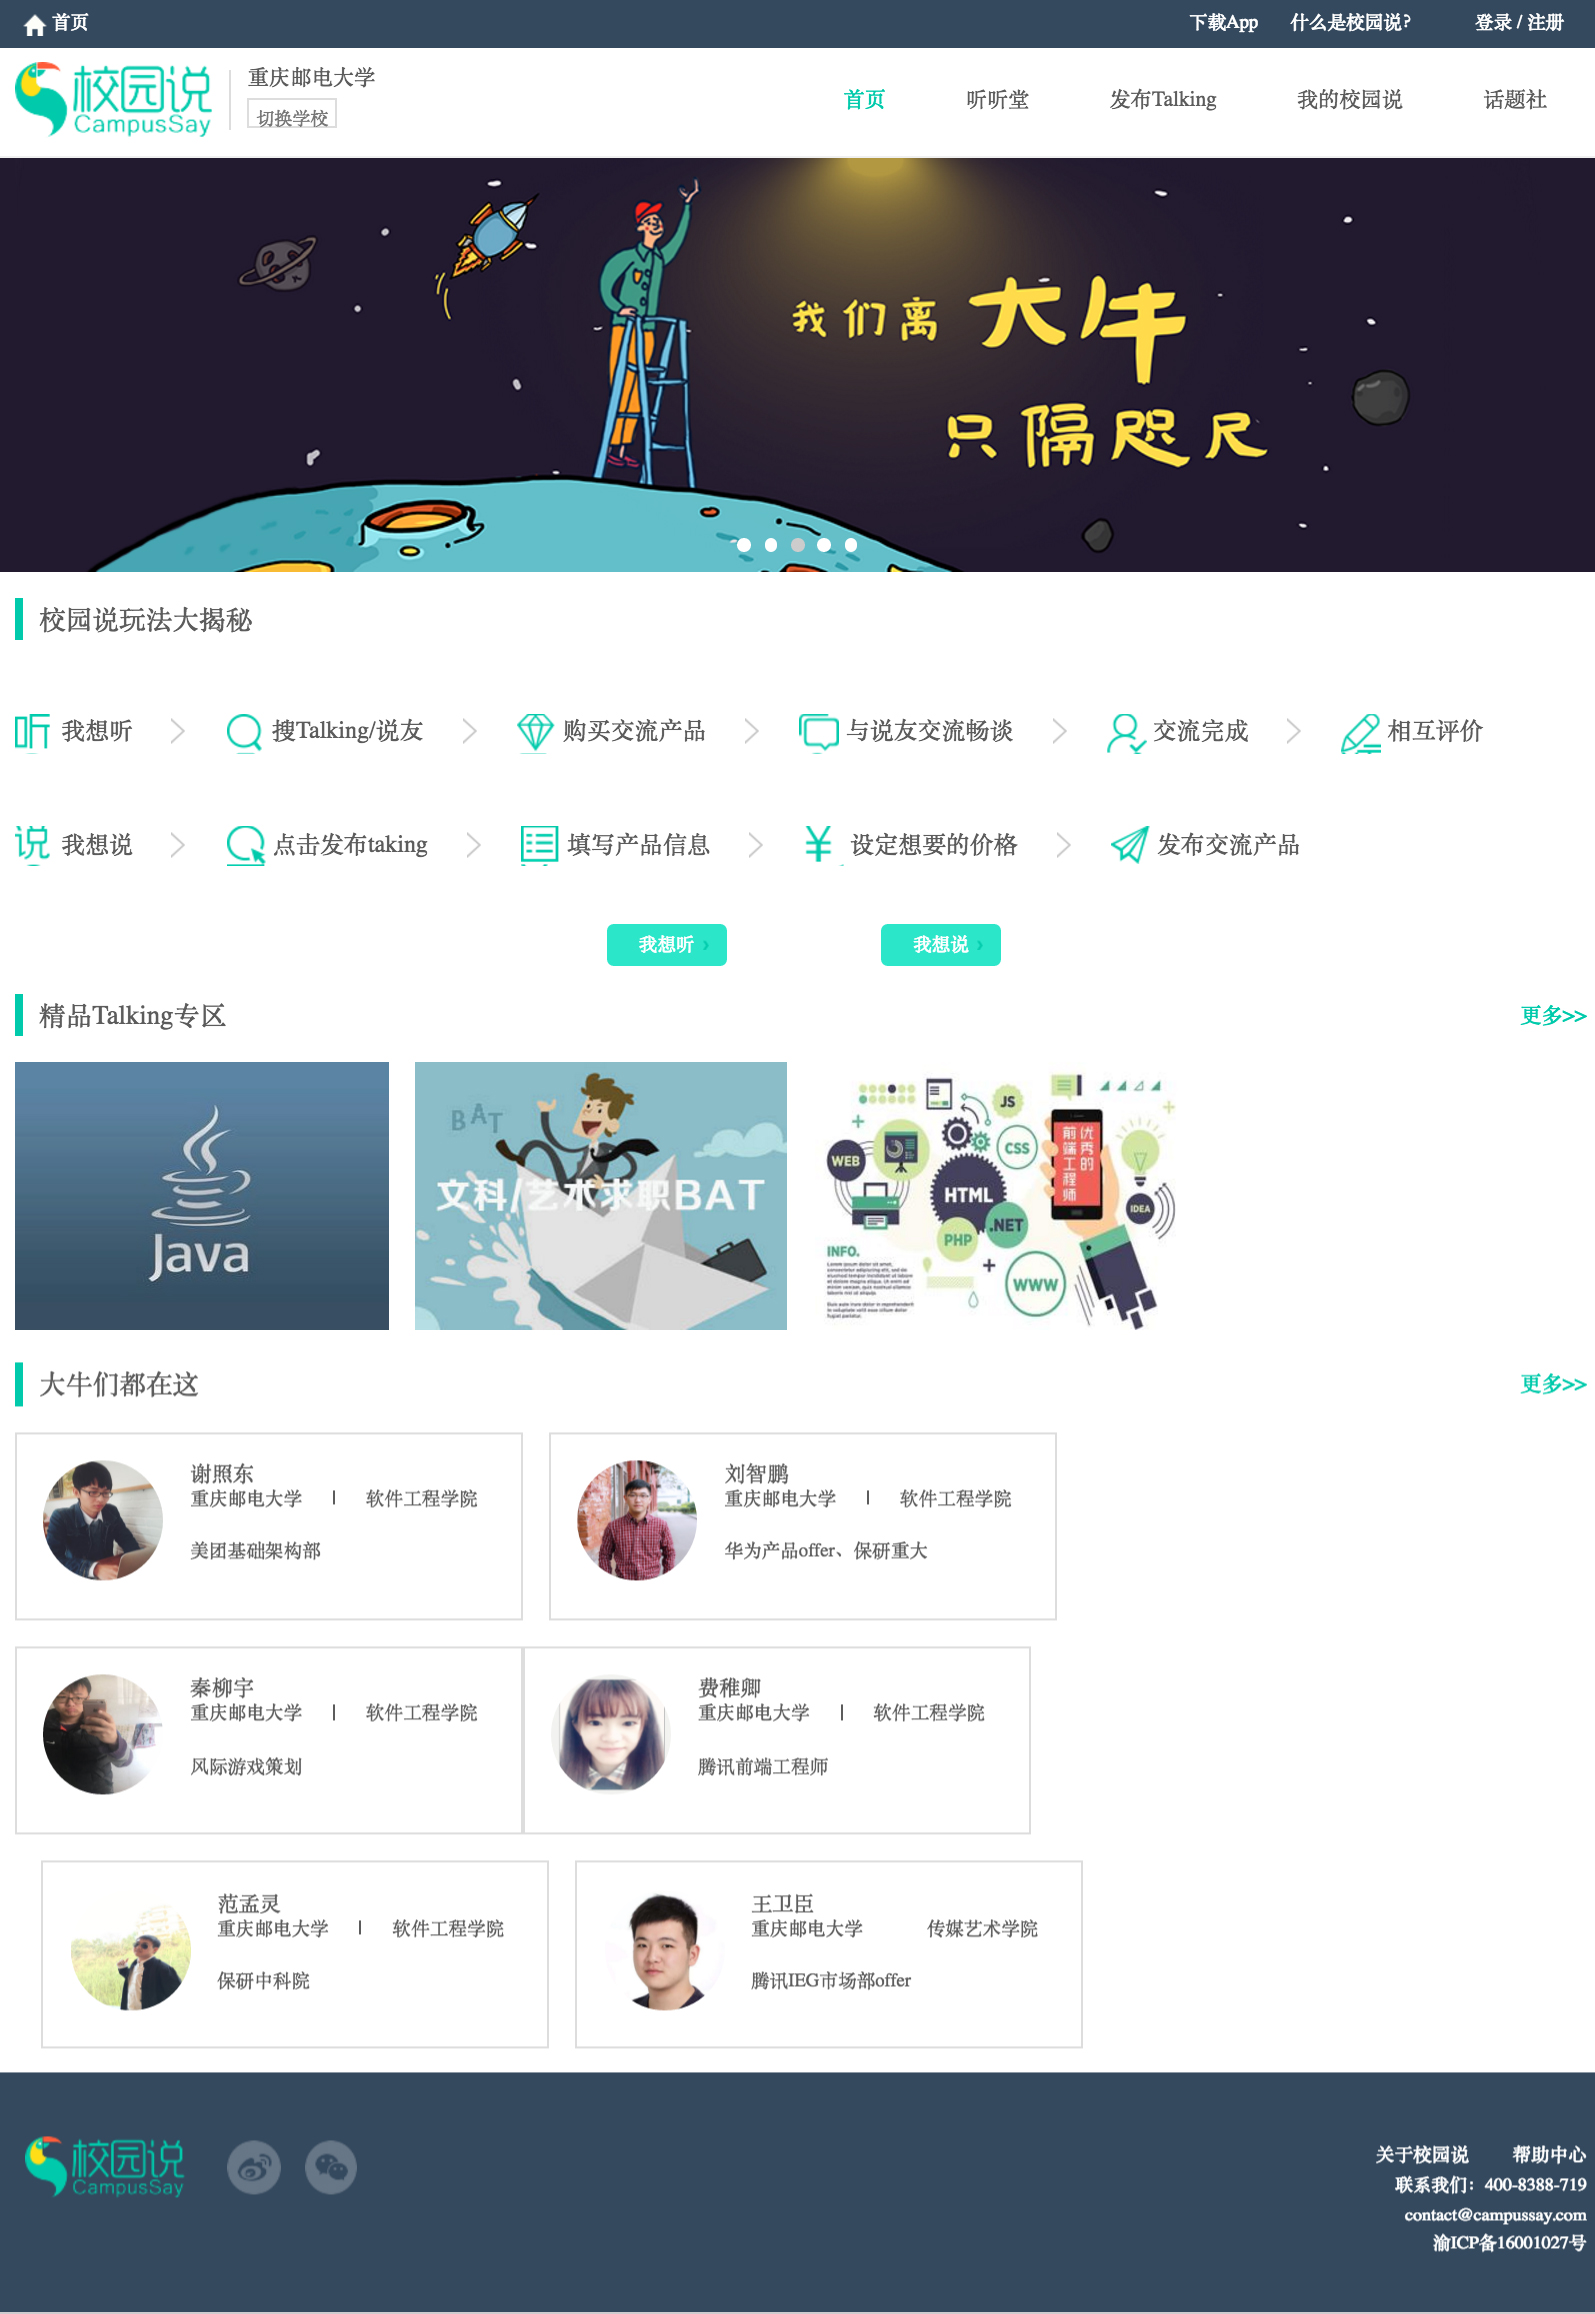 首页
下载App 什么是校园说? 登录 / 注册
校园说
CampusSay
重庆邮电大学
切换学校
首页 听听堂 发布Talking 我的校园说 话题社
我们离大牛
只隔咫尺
校园说玩法大揭秘
听 我想听 搜Talking/说友 购买交流产品 与说友交流畅谈 交流完成 相互评价
说 我想说 点击发布taking 填写产品信息 设定想要的价格 发布交流产品
我想听 ›
我想说 ›
精品Talking专区
更多>>
Java
BAT
文科/艺术求职BAT
JS
CSS
WEB
HTML
.NET
PHP
WWW
IDEA
优秀的
前端工程师
INFO.
大牛们都在这
更多>>
谢照东
重庆邮电大学 | 软件工程学院
美团基础架构部
刘智鹏
重庆邮电大学 | 软件工程学院
华为产品offer、保研重大
秦柳宇
重庆邮电大学 | 软件工程学院
风际游戏策划
费稚卿
重庆邮电大学 | 软件工程学院
腾讯前端工程师
范孟灵
重庆邮电大学 | 软件工程学院
保研中科院
王卫臣
重庆邮电大学 传媒艺术学院
腾讯IEG市场部offer
校园说
CampusSay
关于校园说 帮助中心
联系我们：400-8388-719
contact@campussay.com
渝ICP备16001027号